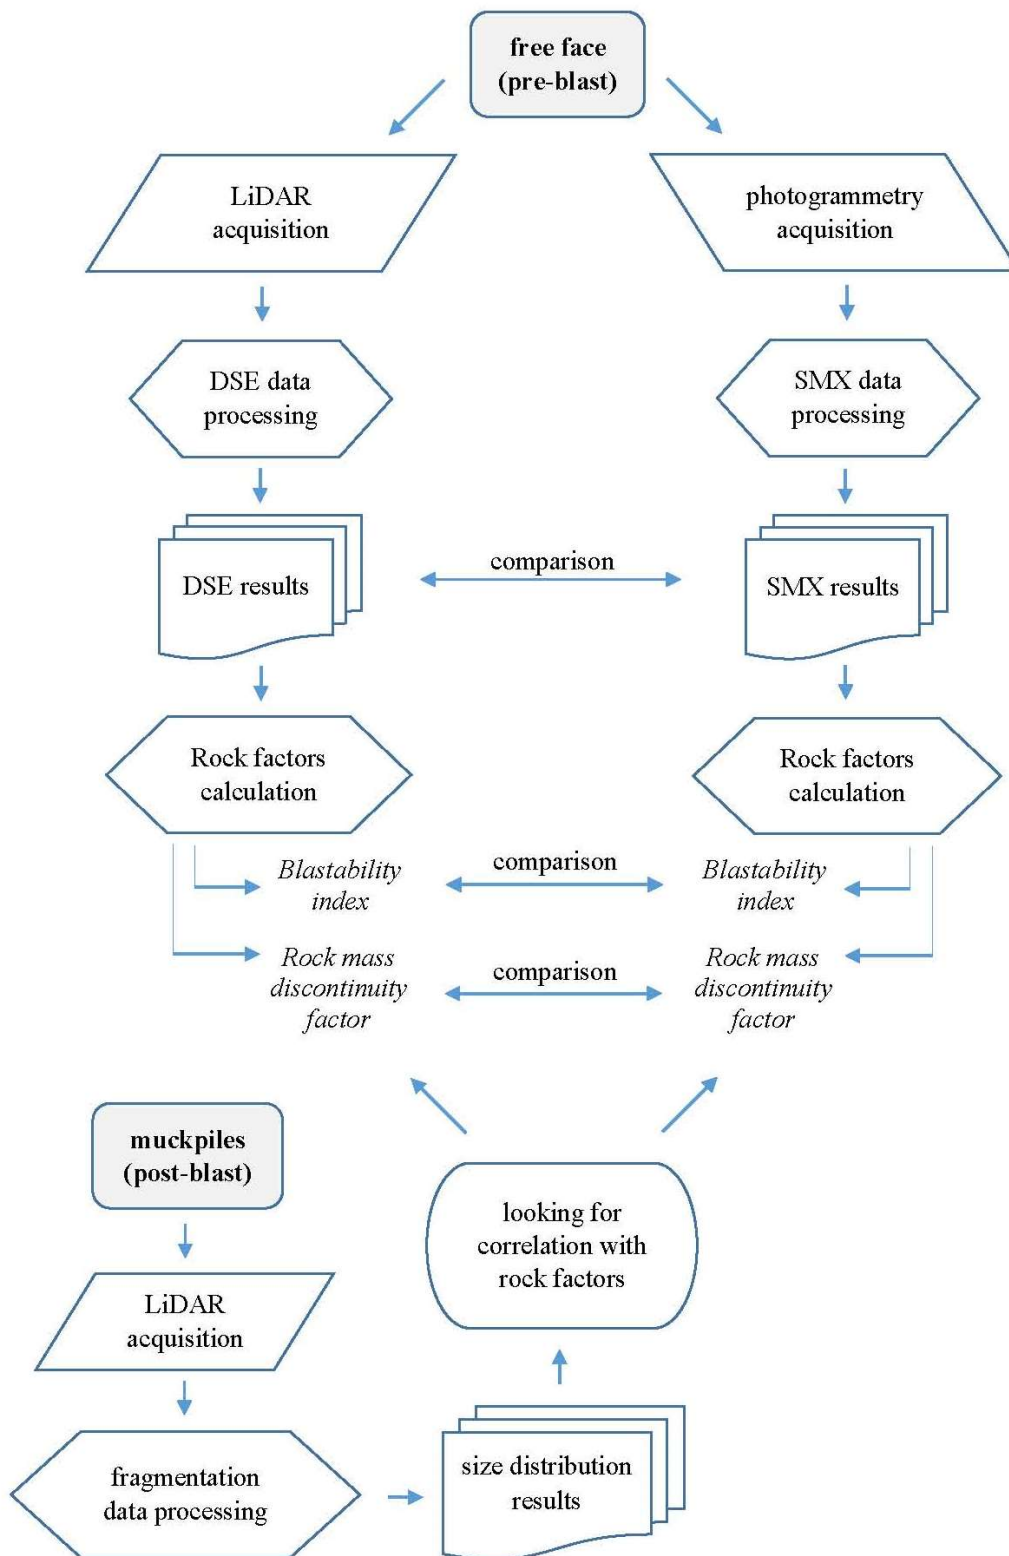 free face
(pre-blast)
LiDAR
acquisition
photogrammetry
acquisition
DSE data
processing
SMX data
processing
DSE results
comparison
SMX results
Rock factors
calculation
Rock factors
calculation
Blastability
index
comparison
Blastability
index
Rock mass
discontinuity
factor
comparison
Rock mass
discontinuity
factor
muckpiles
(post-blast)
looking for
correlation with
rock factors
LiDAR
acquisition
fragmentation
data processing
size distribution
results